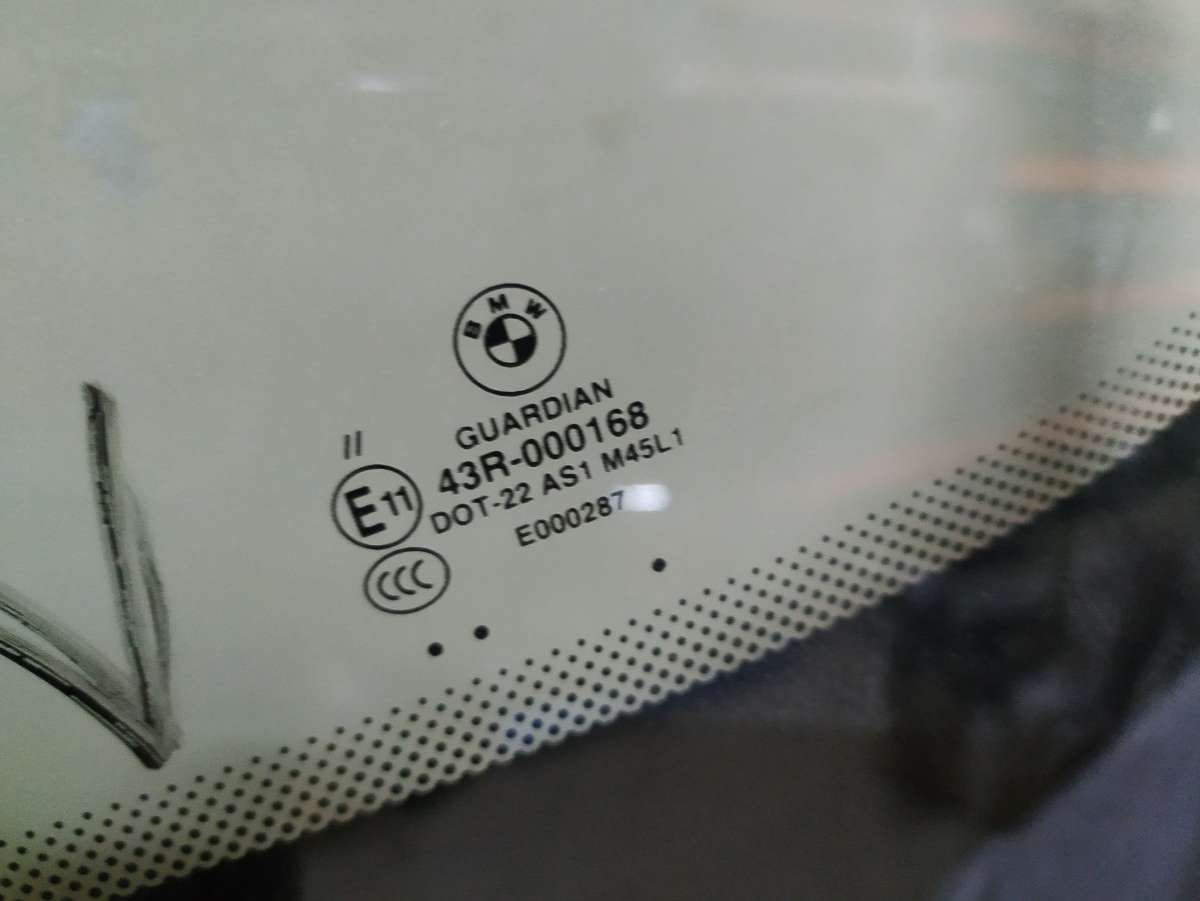 BMW
GUARDIAN
II
43R-000168
E11
DOT-22 AS1 M45L1
E000287
CCC